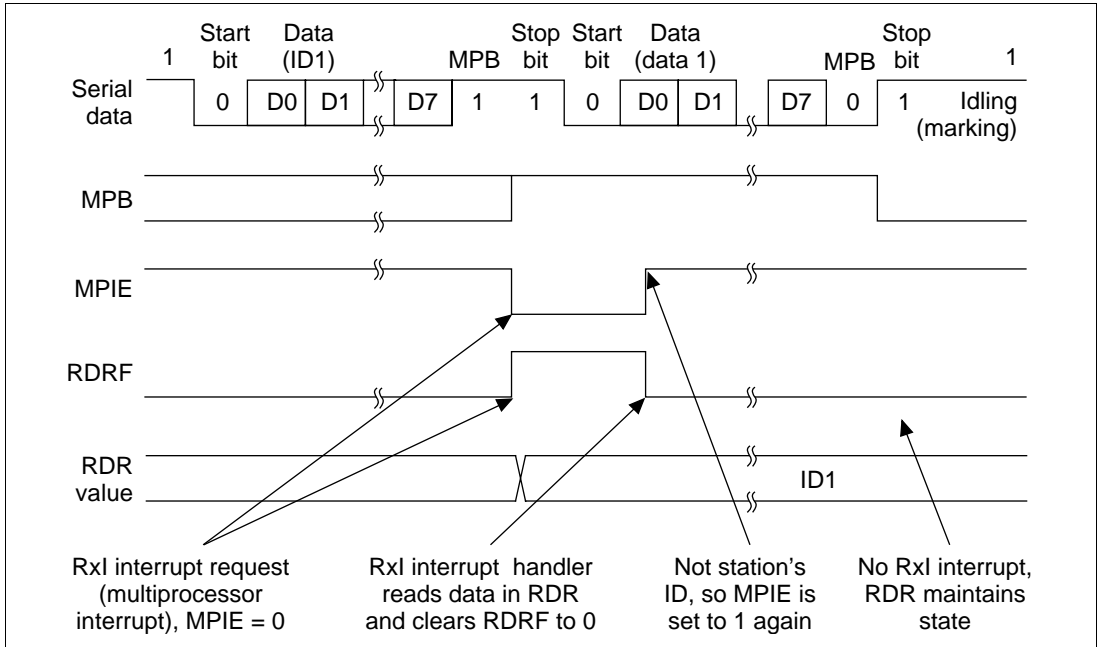 1 Start bit Data (ID1) MPB Stop bit Start bit Data (data 1) MPB Stop bit 1
Serial data 0 D0 D1 D7 1 1 0 D0 D1 D7 0 1 Idling (marking)
MPB
MPIE
RDRF
RDR value ID1
RxI interrupt request
(multiprocessor
interrupt), MPIE = 0
RxI interrupt handler
reads data in RDR
and clears RDRF to 0
Not station's
ID, so MPIE is
set to 1 again
No RxI interrupt,
RDR maintains
state